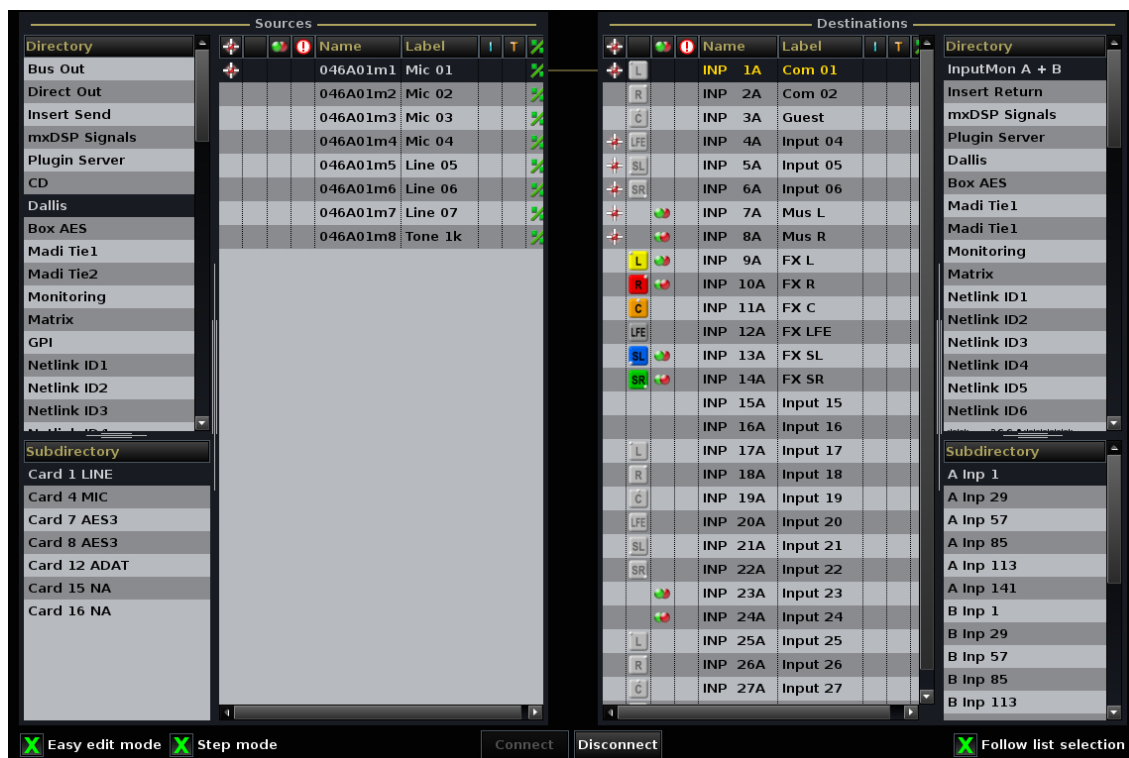 Sources
Directory
Bus Out
Direct Out
Insert Send
mxDSP Signals
Plugin Server
CD
Dallis
Box AES
Madi Tie1
Madi Tie2
Monitoring
Matrix
GPI
Netlink ID1
Netlink ID2
Netlink ID3
Subdirectory
Card 1 LINE
Card 4 MIC
Card 7 AES3
Card 8 AES3
Card 12 ADAT
Card 15 NA
Card 16 NA
Name Label I T
046A01m1 Mic 01
046A01m2 Mic 02
046A01m3 Mic 03
046A01m4 Mic 04
046A01m5 Line 05
046A01m6 Line 06
046A01m7 Line 07
046A01m8 Tone 1k
Destinations
Name Label I T
L INP 1A Com 01
R INP 2A Com 02
C INP 3A Guest
LFE INP 4A Input 04
SL INP 5A Input 05
SR INP 6A Input 06
INP 7A Mus L
INP 8A Mus R
L INP 9A FX L
R INP 10A FX R
C INP 11A FX C
LFE INP 12A FX LFE
SL INP 13A FX SL
SR INP 14A FX SR
INP 15A Input 15
INP 16A Input 16
L INP 17A Input 17
R INP 18A Input 18
C INP 19A Input 19
LFE INP 20A Input 20
SL INP 21A Input 21
SR INP 22A Input 22
INP 23A Input 23
INP 24A Input 24
L INP 25A Input 25
R INP 26A Input 26
C INP 27A Input 27
Directory
InputMon A + B
Insert Return
mxDSP Signals
Plugin Server
Dallis
Box AES
Madi Tie1
Madi Tie1
Monitoring
Matrix
Netlink ID1
Netlink ID2
Netlink ID3
Netlink ID4
Netlink ID5
Netlink ID6
Subdirectory
A Inp 1
A Inp 29
A Inp 57
A Inp 85
A Inp 113
A Inp 141
B Inp 1
B Inp 29
B Inp 57
B Inp 85
B Inp 113
X Easy edit mode X Step mode Connect Disconnect X Follow list selection